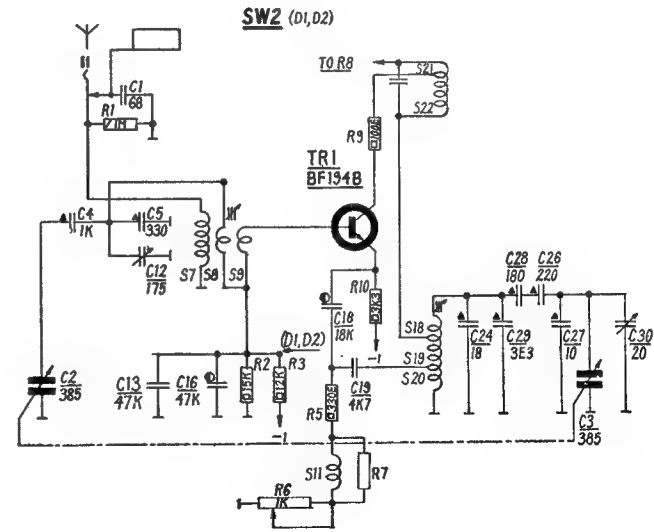 SW2 (D1,D2)
TO R8
S21
S22
C1
68
R1
1M
R9
100E
TR1
BF194B
C4
1K
C5
330
C12
175
S7 S8 S9
R10
3K3
-1
C18
18K
C28
180
C26
220
S18
S19
S20
C24
18
C29
3E3
C27
10
C30
20
(D1,D2)
C2
385
C13
47K
C16
47K
R2
15K
R3
12K
-1
C19
4K7
R5
330E
C3
385
S11
R7
R6
1K